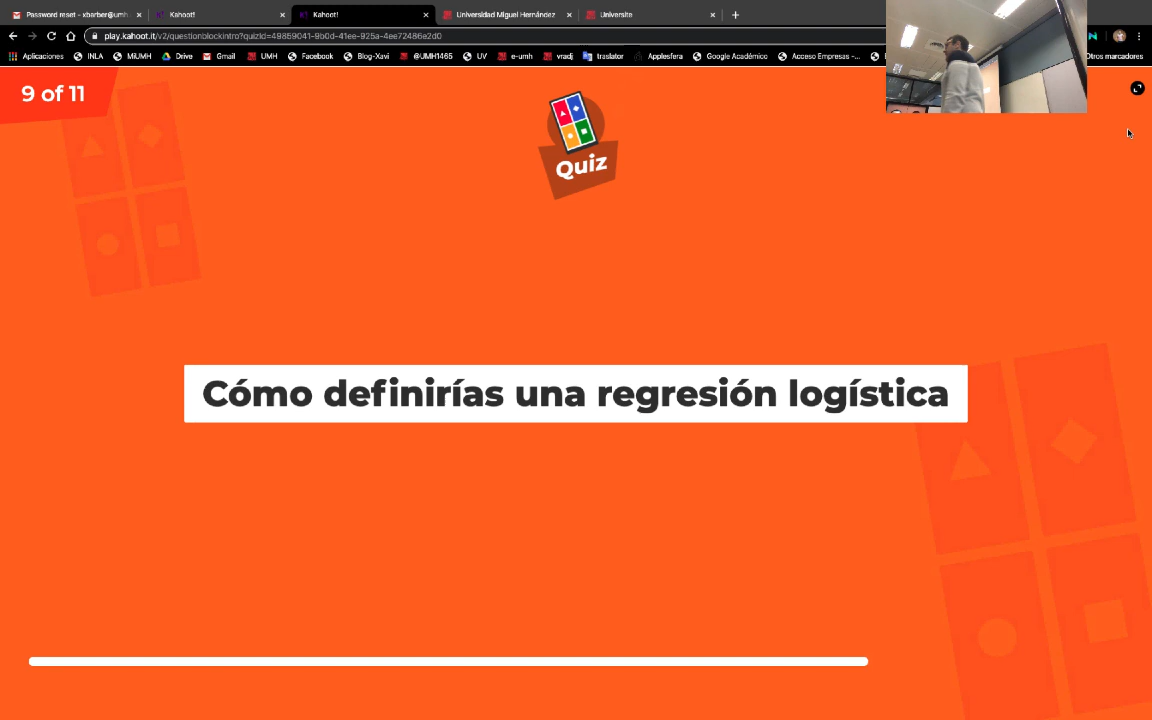 Password reset - xbarber@umh.
Kahoot!
Kahoot!
Universidad Miguel Hernández
Universite
play.kahoot.it/v2/questionblockintro?quizId=49859041-9b0d-41ee-925a-4ee72486e2d0
Aplicaciones INLA MiUMH Drive Gmail UMH Facebook Blog-Xavi @UMH1465 UV e-umh vradj traslator Applesfera Google Académico Acceso Empresas -... Otros marcadores
9 of 11
Quiz
Cómo definirías una regresión logística